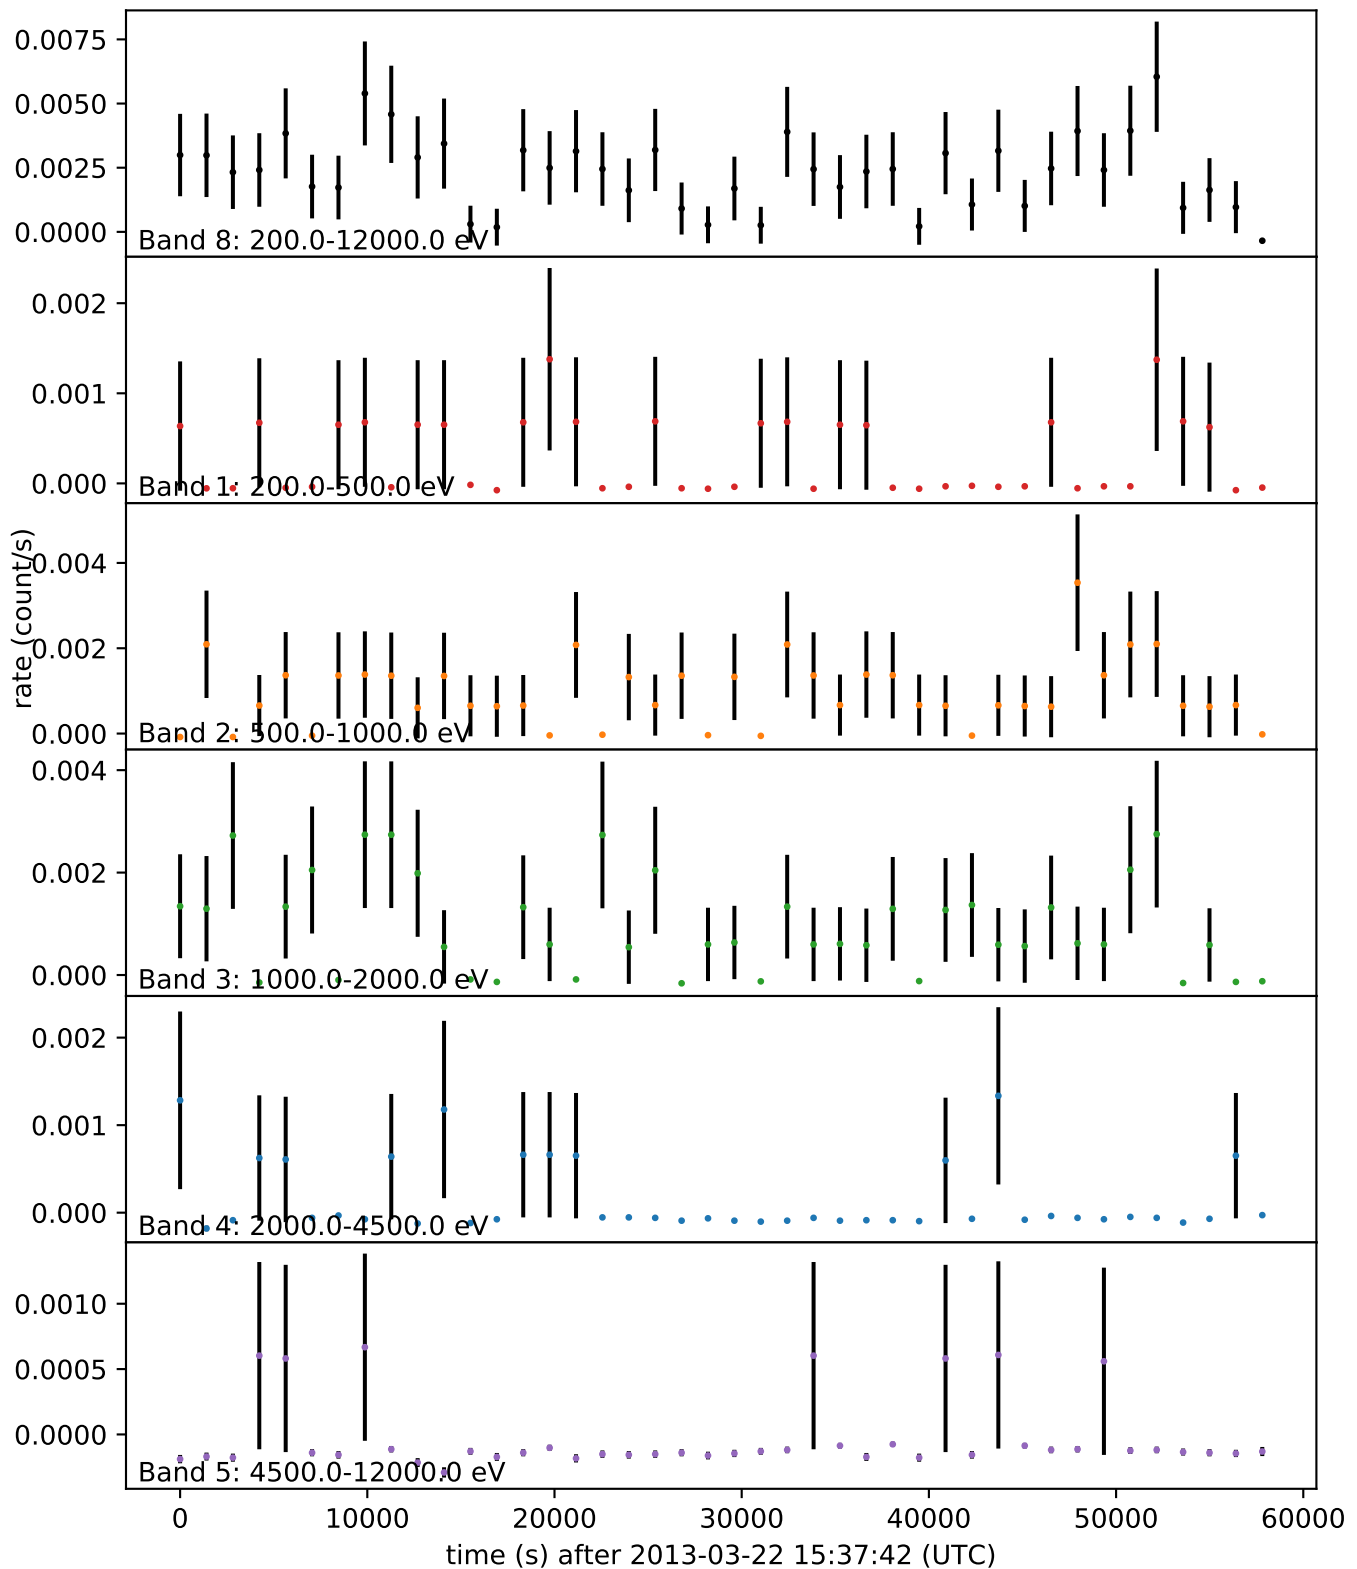 0.0075
0.0050
0.0025
0.0000
Band 8: 200.0-12000.0 eV
0.002
0.001
0.000
Band 1: 200.0-500.0 eV
rate (count/s)
0.004
0.002
0.000
Band 2: 500.0-1000.0 eV
0.004
0.002
0.000
Band 3: 1000.0-2000.0 eV
0.002
0.001
0.000
Band 4: 2000.0-4500.0 eV
0.0010
0.0005
0.0000
Band 5: 4500.0-12000.0 eV
0 10000 20000 30000 40000 50000 60000
time (s) after 2013-03-22 15:37:42 (UTC)